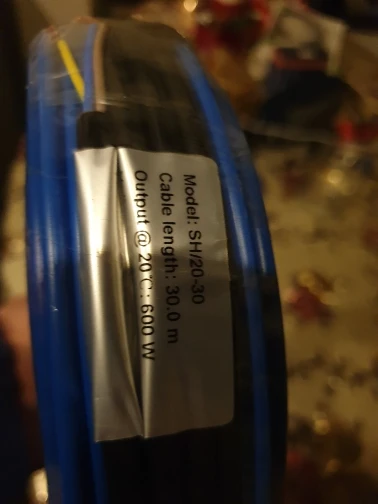 Model: SH/20-30
Cable length: 30.0 m
Output @ 20℃: 600 W